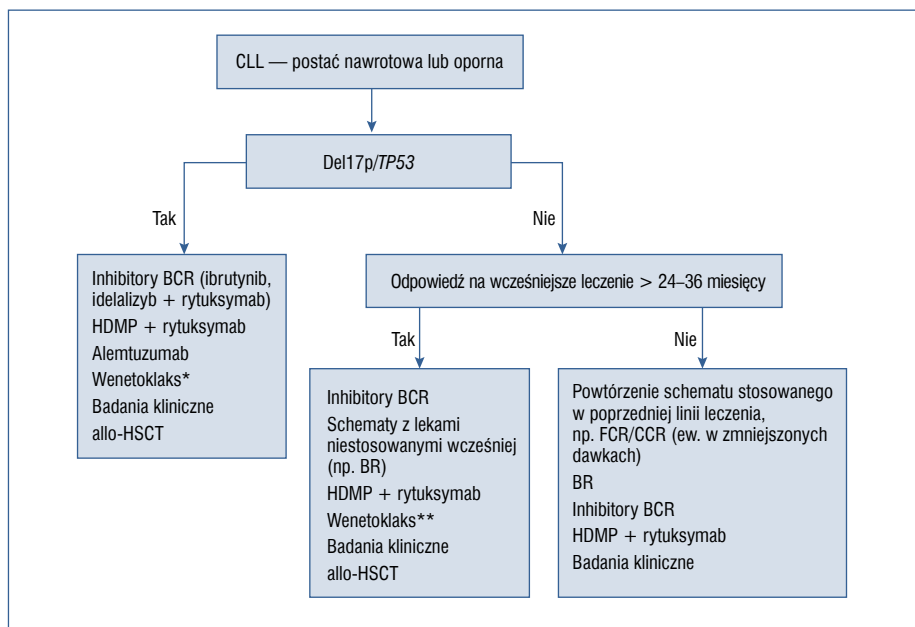 CLL — postać nawrotowa lub oporna
Del17p/TP53
Tak
Nie
Inhibitory BCR (ibrutynib,
idelalizyb + rytuksymab)
HDMP + rytuksymab
Alemtuzumab
Wenetoklaks*
Badania kliniczne
allo-HSCT
Odpowiedź na wcześniejsze leczenie > 24–36 miesięcy
Tak
Nie
Inhibitory BCR
Schematy z lekami
niestosowanymi wcześniej
(np. BR)
HDMP + rytuksymab
Wenetoklaks**
Badania kliniczne
allo-HSCT
Powtórzenie schematu stosowanego
w poprzedniej linii leczenia,
np. FCR/CCR (ew. w zmniejszonych
dawkach)
BR
Inhibitory BCR
HDMP + rytuksymab
Badania kliniczne